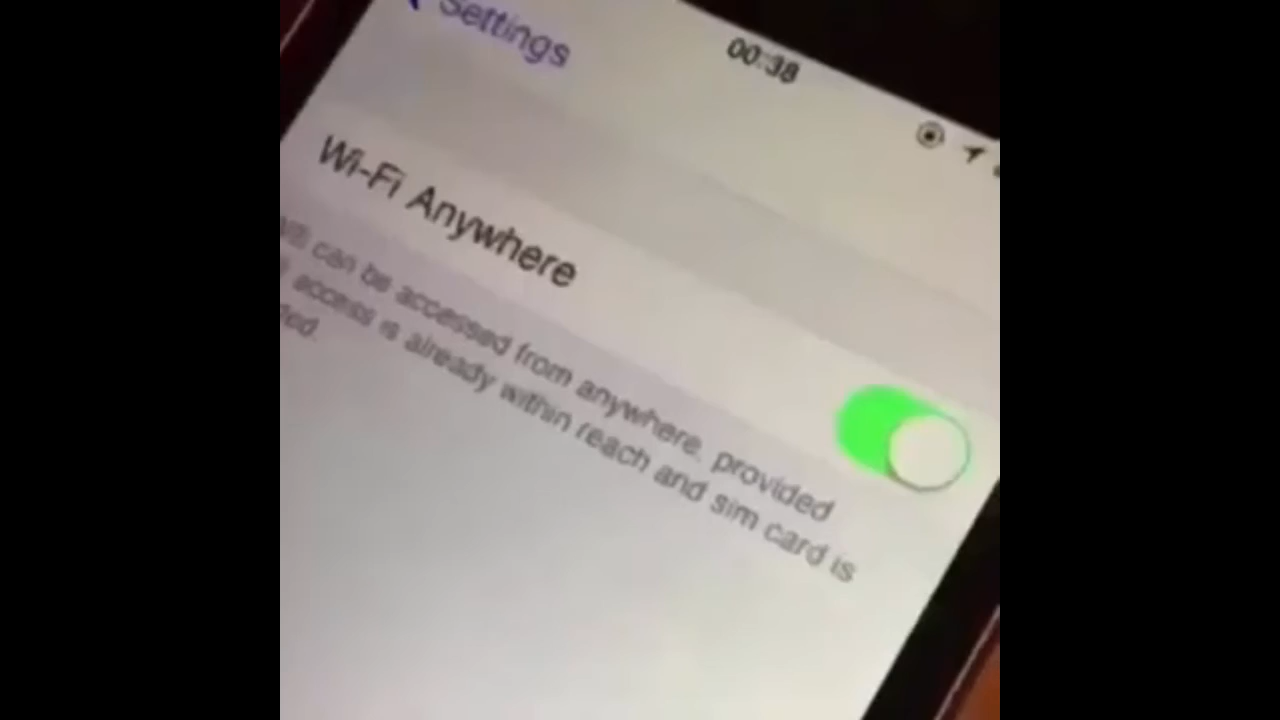 Settings
00:38
Wi-Fi Anywhere
can be accessed from anywhere, provided
access is already within reach and sim card is